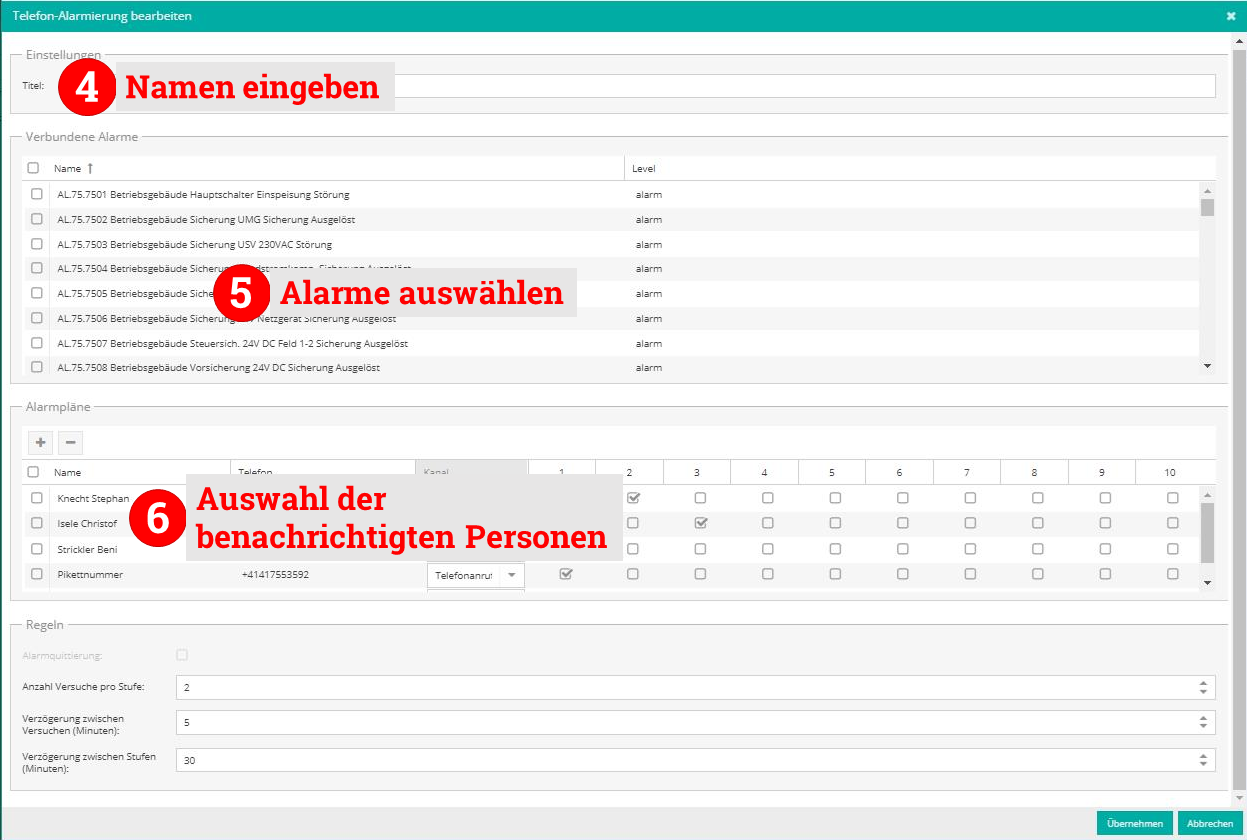 Telefon-Alarmierung bearbeiten
Einstellungen
Titel:
4 Namen eingeben
Verbundene Alarme
Name ↑ Level
AL.75.7501 Betriebsgebäude Hauptschalter Einspeisung Störung alarm
AL.75.7502 Betriebsgebäude Sicherung UMG Sicherung Ausgelöst alarm
AL.75.7503 Betriebsgebäude Sicherung USV 230VAC Störung alarm
AL.75.7504 Betriebsgebäude Sicherung Ausgelöst alarm
5 Alarme auswählen
AL.75.7505 Betriebsgebäude alarm
AL.75.7506 Betriebsgebäude Sicherung Netzgerät Sicherung Ausgelöst alarm
AL.75.7507 Betriebsgebäude Steuersich. 24V DC Feld 1-2 Sicherung Ausgelöst alarm
AL.75.7508 Betriebsgebäude Vorsicherung 24V DC Sicherung Ausgelöst alarm
Alarmpläne
+ −
Name Telefon Kanal 1 2 3 4 5 6 7 8 9 10
Knecht Stephan
Isele Christof
Strickler Beni
6 Auswahl der
benachrichtigten Personen
Pikettnummer +41417553592 Telefonanruf
Regeln
Alarmquittierung:
Anzahl Versuche pro Stufe: 2
Verzögerung zwischen
Versuchen (Minuten): 5
Verzögerung zwischen Stufen
(Minuten): 30
Übernehmen Abbrechen